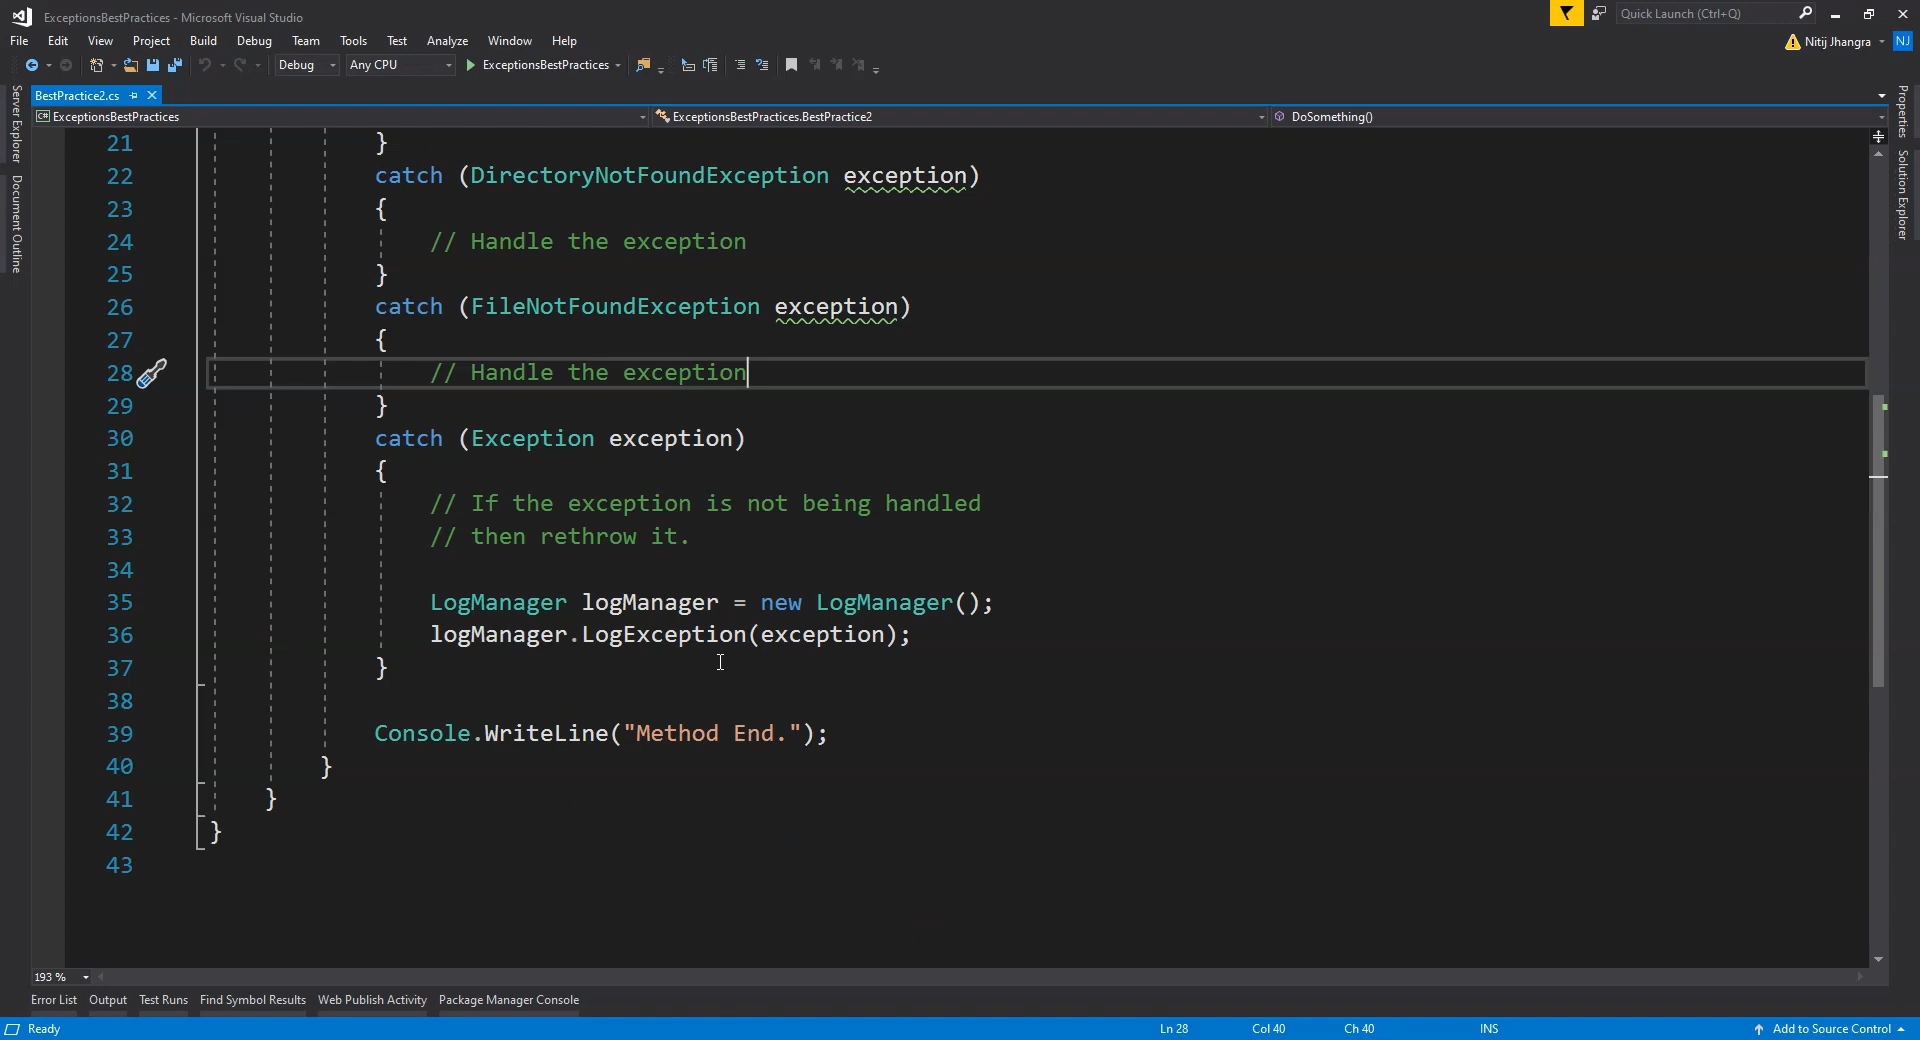 ExceptionsBestPractices - Microsoft Visual Studio
Quick Launch (Ctrl+Q)
File Edit View Project Build Debug Team Tools Test Analyze Window Help
Nitij Jhangra NJ
Debug Any CPU ExceptionsBestPractices
BestPractice2.cs
C# ExceptionsBestPractices ExceptionsBestPractices.BestPractice2 DoSomething()
Server Explorer
Document Outline
Properties
Solution Explorer
21 }
22 catch (DirectoryNotFoundException exception)
23 {
24 // Handle the exception
25 }
26 catch (FileNotFoundException exception)
27 {
28 // Handle the exception
29 }
30 catch (Exception exception)
31 {
32 // If the exception is not being handled
33 // then rethrow it.
34
35 LogManager logManager = new LogManager();
36 logManager.LogException(exception);
37 }
38
39 Console.WriteLine("Method End.");
40 }
41 }
42 }
43
193 %
Error List Output Test Runs Find Symbol Results Web Publish Activity Package Manager Console
Ready Ln 28 Col 40 Ch 40 INS Add to Source Control